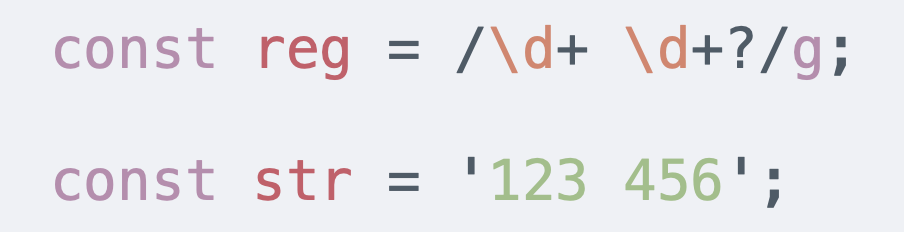 const reg = /\d+ \d+?/g;
const str = '123 456';